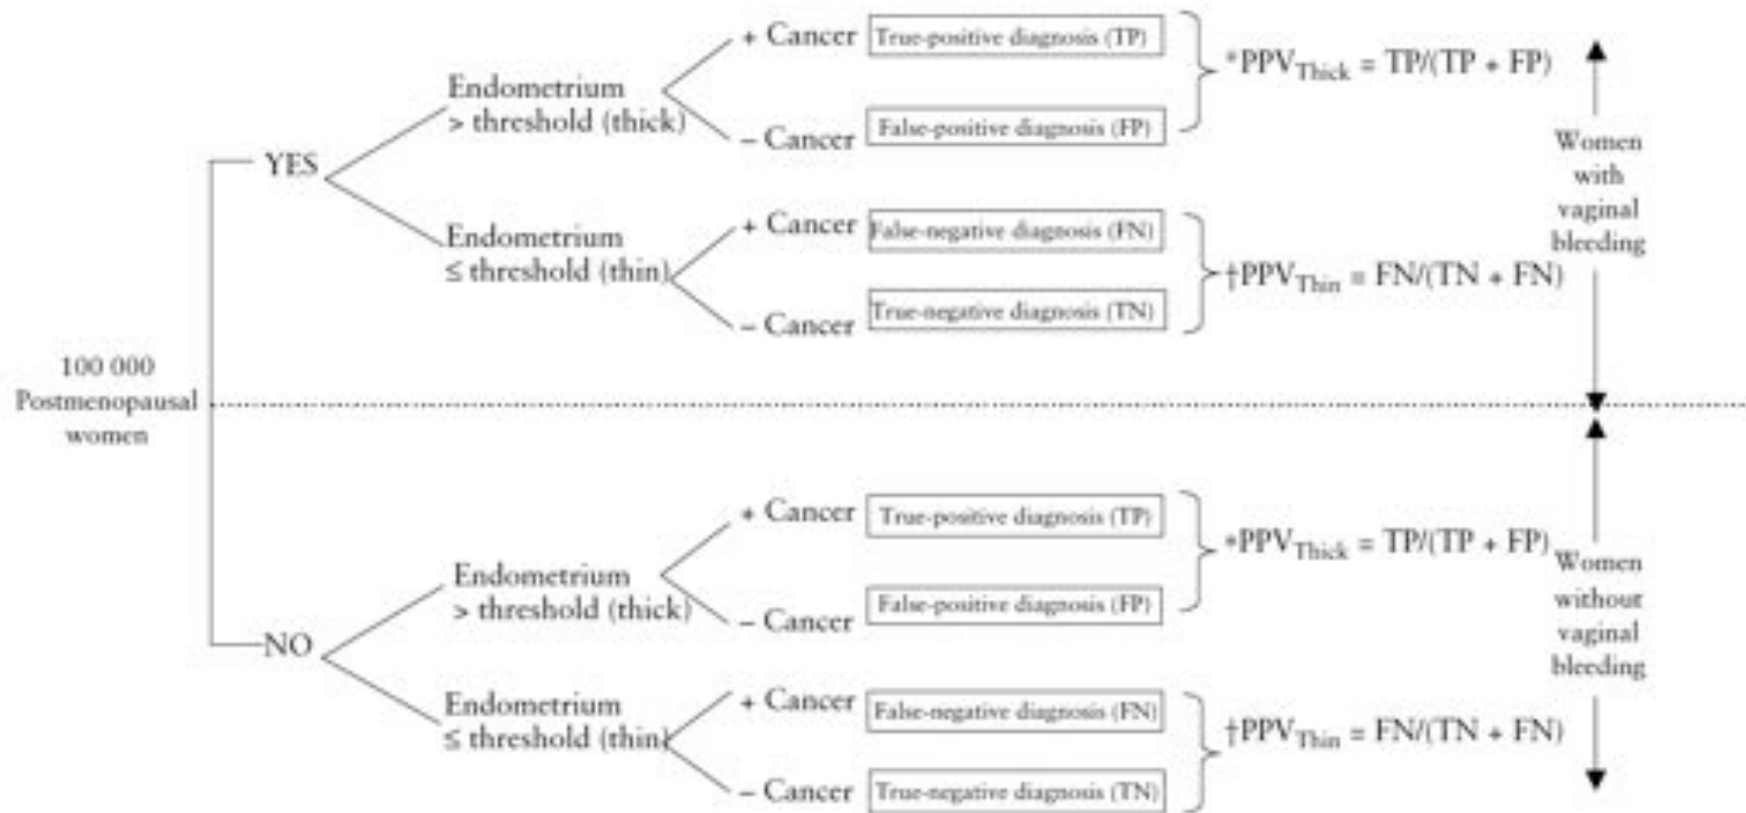 + Cancer True-positive diagnosis (TP)
*PPVThick = TP/(TP + FP)
Endometrium
> threshold (thick)
– Cancer False-positive diagnosis (FP)
YES
+ Cancer False-negative diagnosis (FN)
Endometrium
≤ threshold (thin)
†PPVThin = FN/(TN + FN)
– Cancer True-negative diagnosis (TN)
Women
with
vaginal
bleeding
100 000
Postmenopausal
women
+ Cancer True-positive diagnosis (TP)
*PPVThick = TP/(TP + FP)
Endometrium
> threshold (thick)
– Cancer False-positive diagnosis (FP)
NO
+ Cancer False-negative diagnosis (FN)
Endometrium
≤ threshold (thin)
†PPVThin = FN/(TN + FN)
– Cancer True-negative diagnosis (TN)
Women
without
vaginal
bleeding